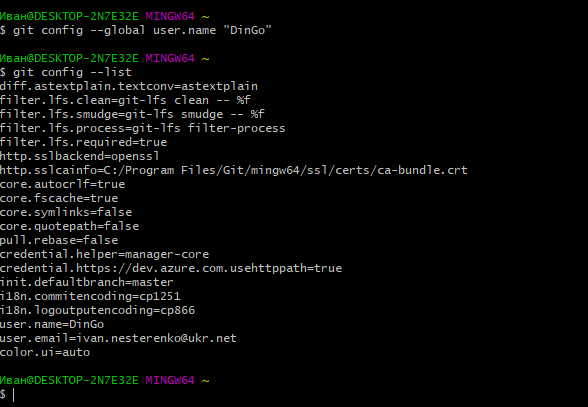 Иван@DESKTOP-2N7E32E MINGW64 ~
$ git config --global user.name "DinGo"
Иван@DESKTOP-2N7E32E MINGW64 ~
$ git config --list
diff.astextplain.textconv=astextplain
filter.lfs.clean=git-lfs clean -- %f
filter.lfs.smudge=git-lfs smudge -- %f
filter.lfs.process=git-lfs filter-process
filter.lfs.required=true
http.sslbackend=openssl
http.sslcainfo=C:/Program Files/Git/mingw64/ssl/certs/ca-bundle.crt
core.autocrlf=true
core.fscache=true
core.symlinks=false
core.quotepath=false
pull.rebase=false
credential.helper=manager-core
credential.https://dev.azure.com.usehttppath=true
init.defaultbranch=master
i18n.commitencoding=cp1251
i18n.logoutputencoding=cp866
user.name=DinGo
user.email=ivan.nesterenko@ukr.net
color.ui=auto
Иван@DESKTOP-2N7E32E MINGW64 ~
$